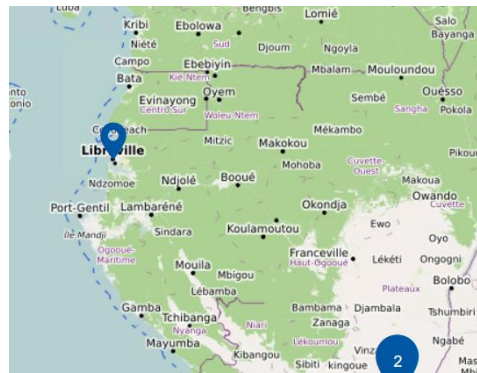 Luba
Bengbis
Lomié
Kribi
Ebolowa
Salo
Bayanga
Niété
Sud
Djoum
Ngoyla
Campo
Ebebiyin
Mbalam
Mouloundou
Bata
Kié-Ntem
Oyem
Ouésso
Evinayong
Centro Sur
Woleu-Ntem
Sembé
Sangha
Pokola
Mitzic
Mékambo
Makokou
Libreville
Mohoba
Cuvette-
Ouest
Pikou
Ndzomoe
Ndjolé
Booué
Makoua
Owando
Port-Gentil
Lambaréné
Okondja
Cuvette
Île Mandji
Sindara
Koulamoutou
Ewo
Oyo
Ogooué-
Maritime
Franceville
Haut-Ogooué
Lékéti
Ongogni
Mouila
Mbigou
Plateaux
Bolobo
Lébamba
Gamba
Tchibanga
Bambama
Djambala
Tshumbiri
Nyanga
Niari
Zanaga
Lékoumou
Mayumba
Kibangou
Vinza
2
Ngabé
Sibiti
kingoue
Mas